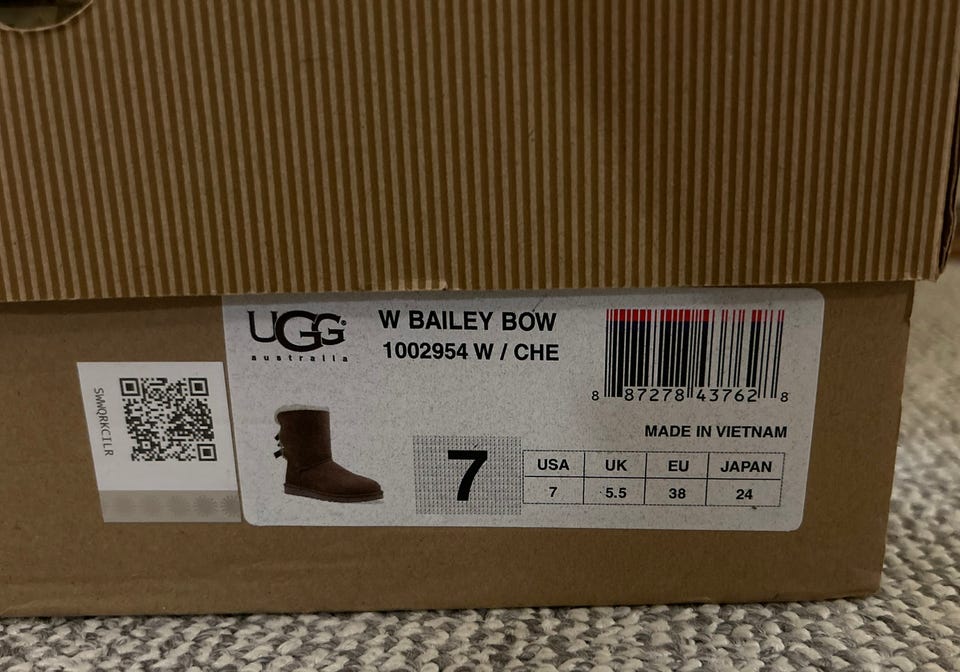 UGG®
australia
W BAILEY BOW
1002954 W / CHE
8 87278 43762 8
MADE IN VIETNAM
7
USA UK EU JAPAN
7 5.5 38 24
SWWQRKCILR